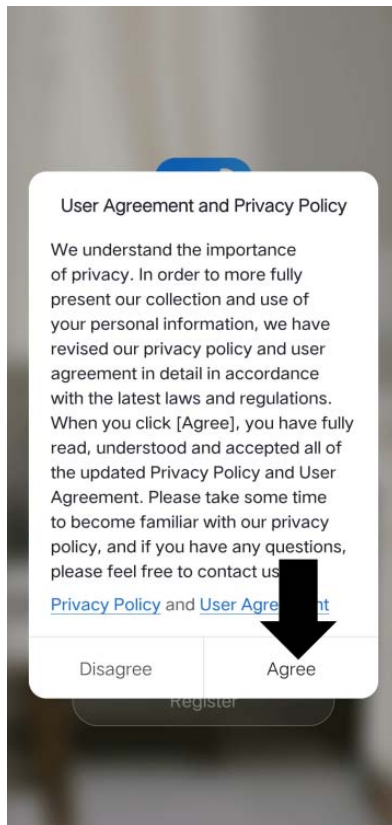 User Agreement and Privacy Policy
We understand the importance
of privacy. In order to more fully
present our collection and use of
your personal information, we have
revised our privacy policy and user
agreement in detail in accordance
with the latest laws and regulations.
When you click [Agree], you have fully
read, understood and accepted all of
the updated Privacy Policy and User
Agreement. Please take some time
to become familiar with our privacy
policy, and if you have any questions,
please feel free to contact us
Privacy Policy and User
Disagree Agree
Register